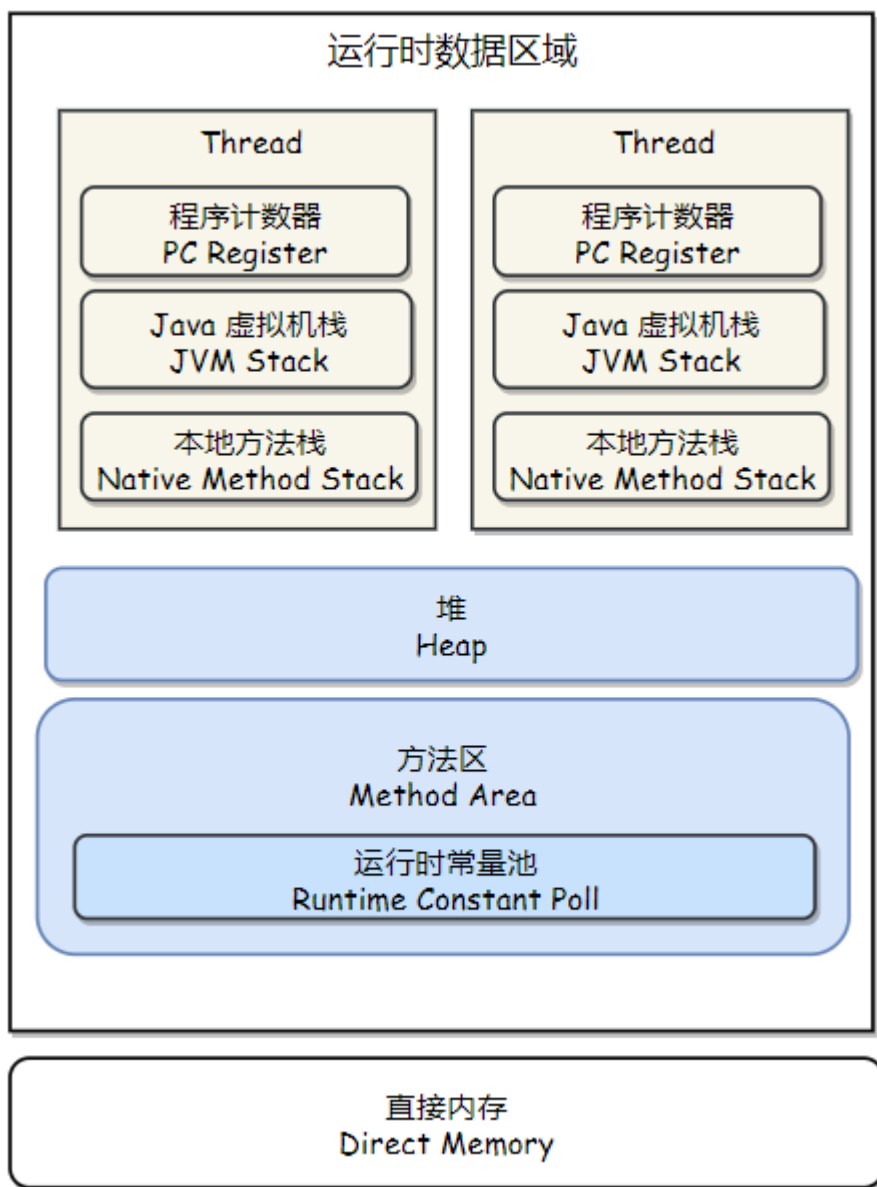 运行时数据区域
Thread
程序计数器
PC Register
Java 虚拟机栈
JVM Stack
本地方法栈
Native Method Stack
Thread
程序计数器
PC Register
Java 虚拟机栈
JVM Stack
本地方法栈
Native Method Stack
堆
Heap
方法区
Method Area
运行时常量池
Runtime Constant Poll
直接内存
Direct Memory